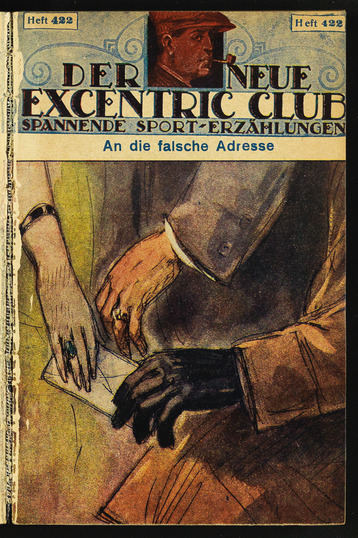 Heft 422
Heft 422
DER NEUE
EXCENTRIC CLUB
SPANNENDE SPORT-ERZÄHLUNGEN
An die falsche Adresse